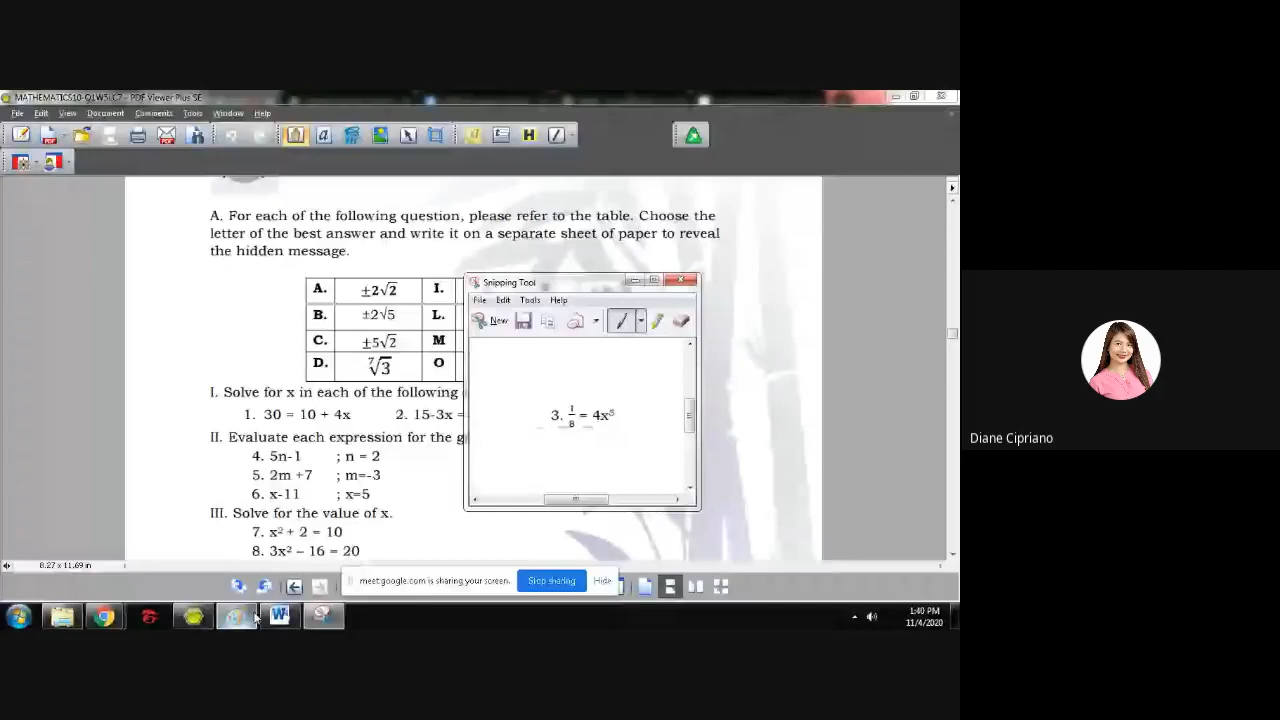 MATHEMATICS10-Q1W5LC7 - PDF Viewer Plus SE
File Edit View Document Comments Tools Window Help
A. For each of the following question, please refer to the table. Choose the
letter of the best answer and write it on a separate sheet of paper to reveal
the hidden message.
A. ±2√2 I.
B. ±2√5 L.
C. ±5√2 M
D. ⁷√3 O
I. Solve for x in each of the following
1. 30 = 10 + 4x 2. 15-3x =
II. Evaluate each expression for the g
4. 5n-1 ; n = 2
5. 2m +7 ; m=-3
6. x-11 ; x=5
III. Solve for the value of x.
7. x² + 2 = 10
8. 3x² – 16 = 20
Snipping Tool
File Edit Tools Help
New
3. 1/8 = 4x⁵
8.27 x 11.69 in
meet.google.com is sharing your screen. Stop sharing Hide
1:40 PM
11/4/2020
Diane Cipriano